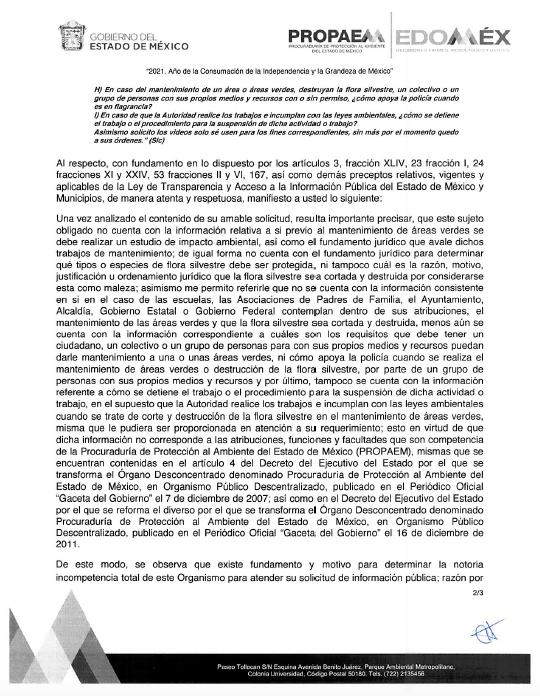 GOBIERNO DEL
ESTADO DE MÉXICO
PROPAEM
PROCURADURÍA DE PROTECCIÓN AL AMBIENTE
DEL ESTADO DE MÉXICO
EDOMÉX
DECISIONES FIRMES, RESULTADOS FUERTES.
"2021. Año de la Consumación de la Independencia y la Grandeza de México"
H) En caso del mantenimiento de un área o áreas verdes, destruyan la flora silvestre, un colectivo o un
grupo de personas con sus propios medios y recursos con o sin permiso, ¿cómo apoya la policía cuando
es en flagrancia?
I) En caso de que la Autoridad realice los trabajos e incumplan con las leyes ambientales, ¿cómo se detiene
el trabajo o el procedimiento para la suspensión de dicha actividad o trabajo?
Asimismo solicito los videos solo sé usen para los fines correspondientes, sin más por el momento quedo
a sus órdenes." (Sic)
Al respecto, con fundamento en lo dispuesto por los artículos 3, fracción XLIV, 23 fracción I, 24
fracciones XI y XXIV, 53 fracciones II y VI, 167, así como demás preceptos relativos, vigentes y
aplicables de la Ley de Transparencia y Acceso a la Información Pública del Estado de México y
Municipios, de manera atenta y respetuosa, manifiesto a usted lo siguiente:
Una vez analizado el contenido de su amable solicitud, resulta importante precisar, que este sujeto
obligado no cuenta con la información relativa a si previo al mantenimiento de áreas verdes se
debe realizar un estudio de impacto ambiental, así como el fundamento jurídico que avale dichos
trabajos de mantenimiento; de igual forma no cuenta con el fundamento jurídico para determinar
qué tipos o especies de flora silvestre debe ser protegida, ni tampoco cuál es la razón, motivo,
justificación u ordenamiento jurídico que la flora silvestre sea cortada y destruida por considerarse
esta como maleza; asimismo me permito referirle que no se cuenta con la información consistente
en si en el caso de las escuelas, las Asociaciones de Padres de Familia, el Ayuntamiento,
Alcaldía, Gobierno Estatal o Gobierno Federal contemplan dentro de sus atribuciones, el
mantenimiento de las áreas verdes y que la flora silvestre sea cortada y destruida, menos aún se
cuenta con la información correspondiente a cuáles son los requisitos que debe tener un
ciudadano, un colectivo o un grupo de personas para con sus propios medios y recursos puedan
darle mantenimiento a una o unas áreas verdes, ni cómo apoya la policía cuando se realiza el
mantenimiento de áreas verdes o destrucción de la flora silvestre, por parte de un grupo de
personas con sus propios medios y recursos y por último, tampoco se cuenta con la información
referente a cómo se detiene el trabajo o el procedimiento para la suspensión de dicha actividad o
trabajo, en el supuesto que la Autoridad realice los trabajos e incumplan con las leyes ambientales
cuando se trate de corte y destrucción de la flora silvestre en el mantenimiento de áreas verdes,
misma que le pudiera ser proporcionada en atención a su requerimiento; esto en virtud de que
dicha información no corresponde a las atribuciones, funciones y facultades que son competencia
de la Procuraduría de Protección al Ambiente del Estado de México (PROPAEM), mismas que se
encuentran contenidas en el artículo 4 del Decreto del Ejecutivo del Estado por el que se
transforma el Órgano Desconcentrado denominado Procuraduría de Protección al Ambiente del
Estado de México, en Organismo Público Descentralizado, publicado en el Periódico Oficial
"Gaceta del Gobierno" el 7 de diciembre de 2007; así como en el Decreto del Ejecutivo del Estado
por el que se reforma el diverso por el que se transforma el Órgano Desconcentrado denominado
Procuraduría de Protección al Ambiente del Estado de México, en Organismo Público
Descentralizado, publicado en el Periódico Oficial "Gaceta del Gobierno" el 16 de diciembre de
2011.
De este modo, se observa que existe fundamento y motivo para determinar la notoria
incompetencia total de este Organismo para atender su solicitud de información pública; razón por
2/3
Paseo Tollocan S/N Esquina Avenida Benito Juárez, Parque Ambiental Metropolitano,
Colonia Universidad, Código Postal 50180. Tels. (722) 2135456